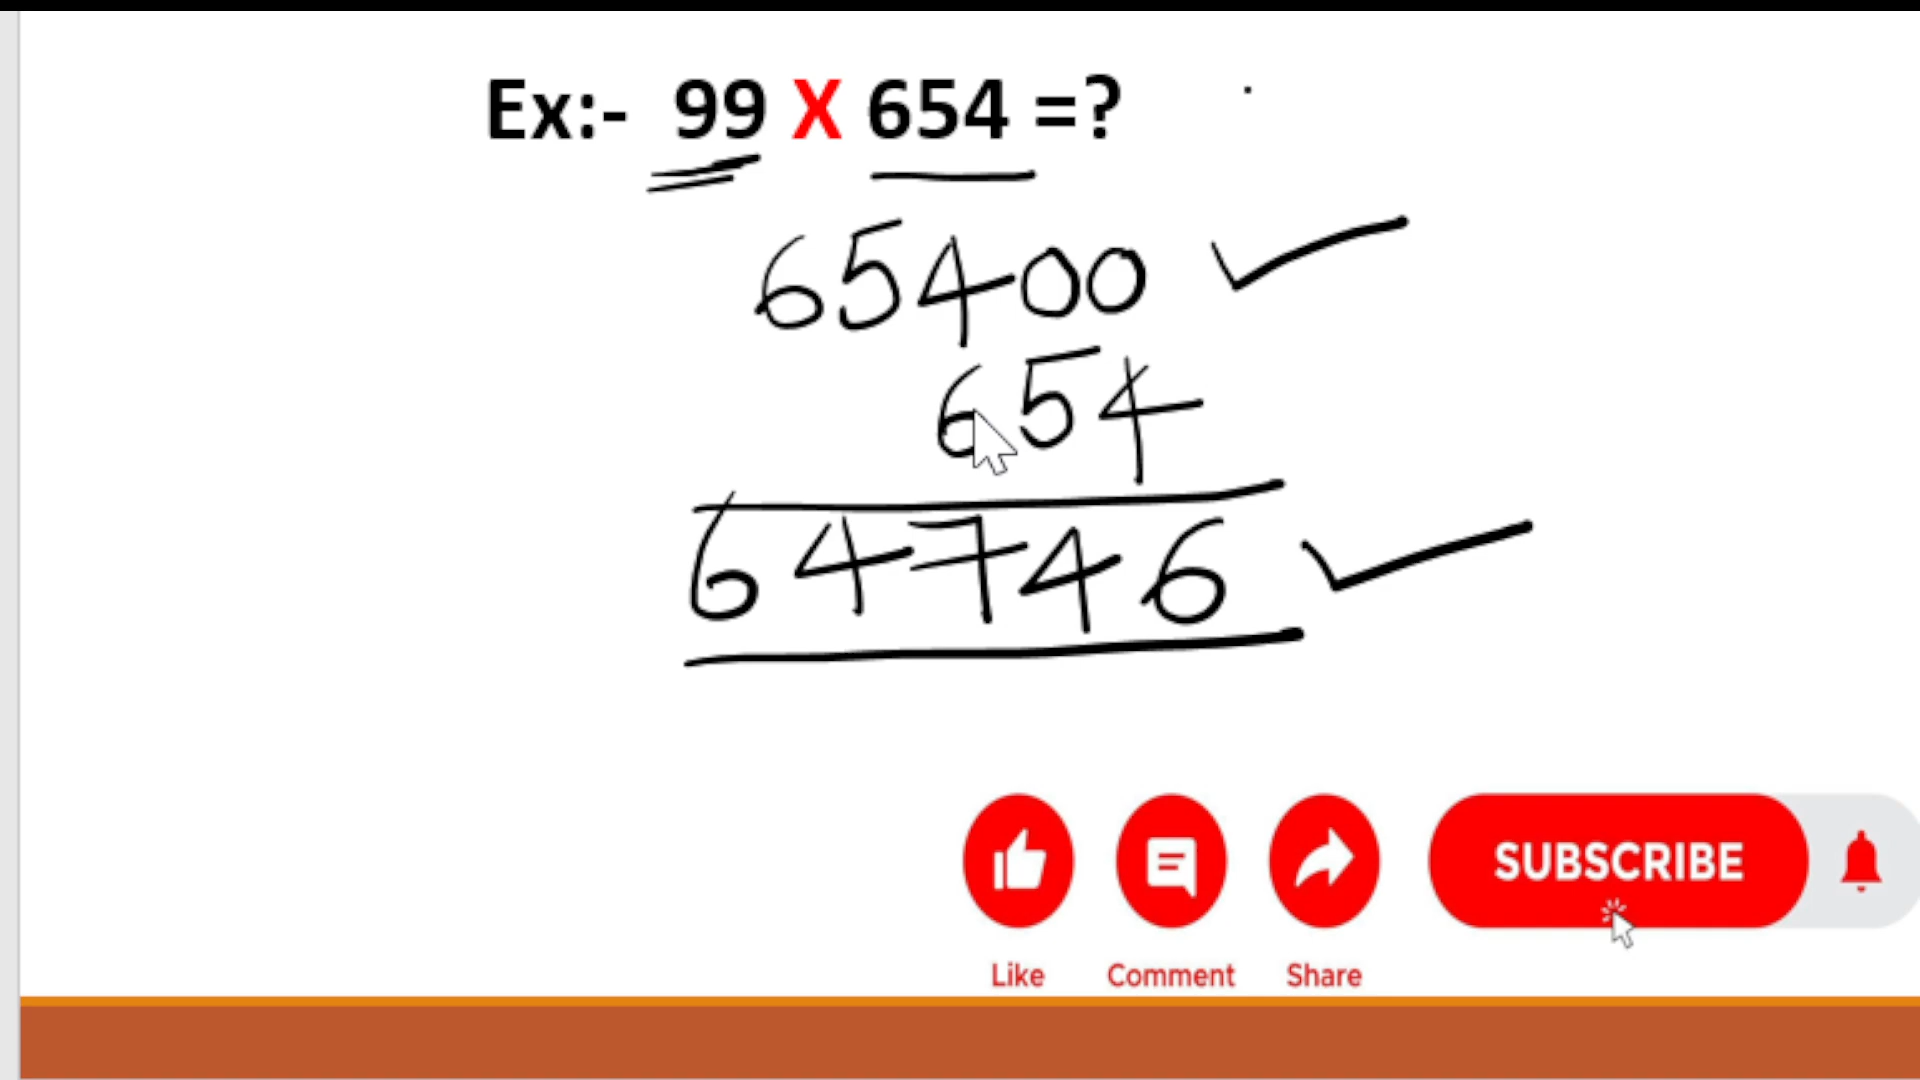 Ex:- 99 X 654 =?
65400
654
64746
SUBSCRIBE
Like Comment Share